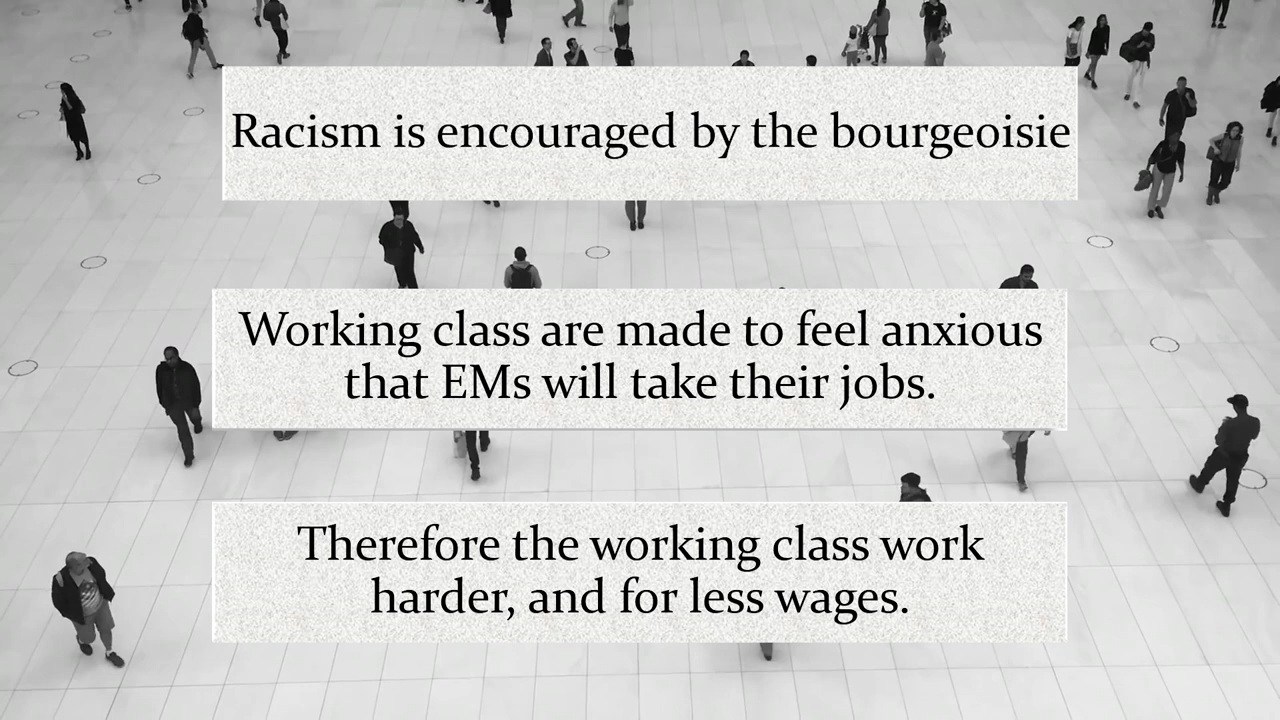 Racism is encouraged by the bourgeoisie
Working class are made to feel anxious
that EMs will take their jobs.
Therefore the working class work
harder, and for less wages.